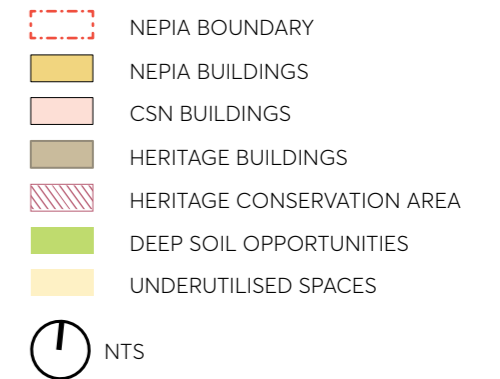 NEPIA BOUNDARY
NEPIA BUILDINGS
CSN BUILDINGS
HERITAGE BUILDINGS
HERITAGE CONSERVATION AREA
DEEP SOIL OPPORTUNITIES
UNDERUTILISED SPACES
NTS